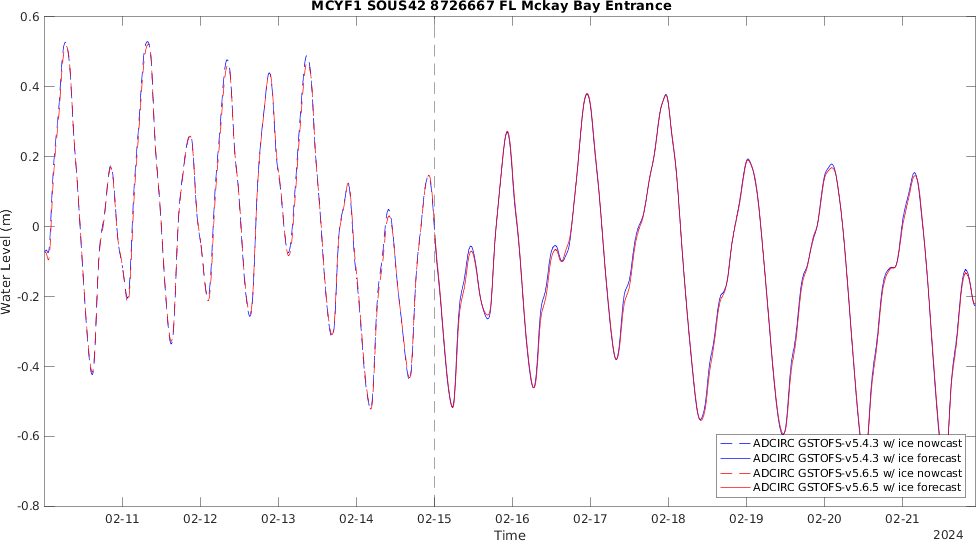 MCYF1 SOUS42 8726667 FL Mckay Bay Entrance
0.6
0.4
0.2
0
-0.2
-0.4
-0.6
-0.8
Water Level (m)
ADCIRC GSTOFS-v5.4.3 w/ ice nowcast
ADCIRC GSTOFS-v5.4.3 w/ ice forecast
ADCIRC GSTOFS-v5.6.5 w/ ice nowcast
ADCIRC GSTOFS-v5.6.5 w/ ice forecast
02-11 02-12 02-13 02-14 02-15 02-16 02-17 02-18 02-19 02-20 02-21
Time
2024